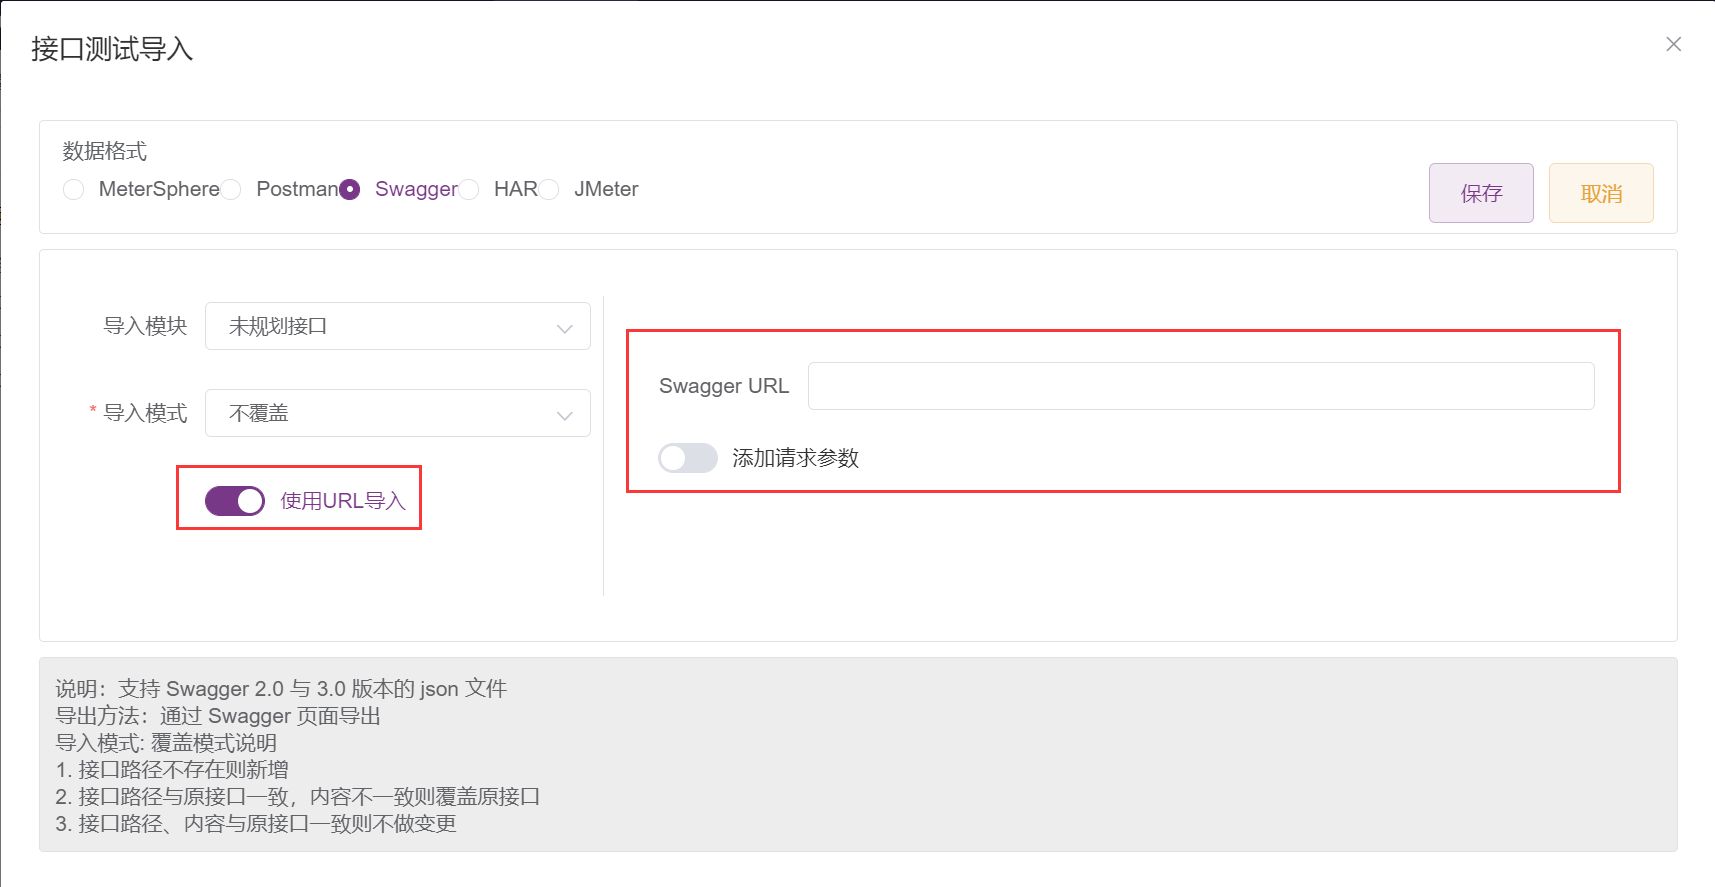 接口测试导入
数据格式
MeterSphere Postman Swagger HAR JMeter
保存 取消
导入模块 未规划接口
* 导入模式 不覆盖
使用URL导入
Swagger URL
添加请求参数
说明：支持 Swagger 2.0 与 3.0 版本的 json 文件
导出方法：通过 Swagger 页面导出
导入模式: 覆盖模式说明
1. 接口路径不存在则新增
2. 接口路径与原接口一致，内容不一致则覆盖原接口
3. 接口路径、内容与原接口一致则不做变更